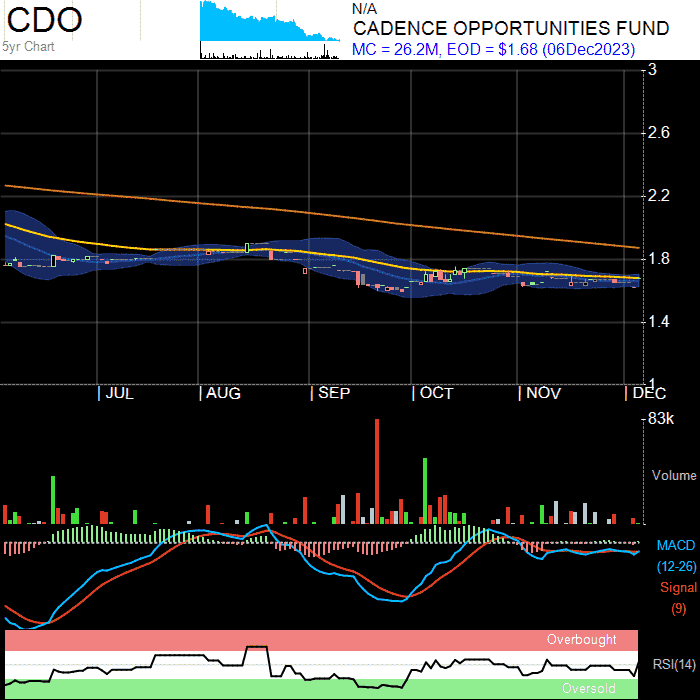 CDO
5yr Chart
N/A
CADENCE OPPORTUNITIES FUND
MC = 26.2M, EOD = $1.68 (06Dec2023)
3
2.6
2.2
1.8
1.4
1
| JUL | AUG | SEP | OCT | NOV | DEC
83k
Volume
MACD
(12-26)
Signal
(9)
Overbought
RSI(14)
Oversold